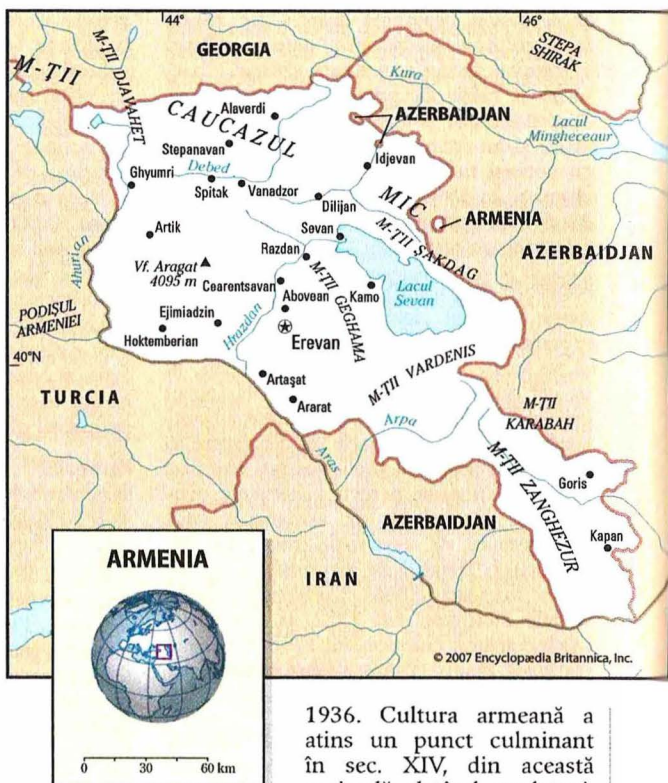 44°
46°
GEORGIA
STEPA
SHIRAK
M-ȚII DJAVAHET
M-ȚII
Kura
CAUCAZUL
Alaverdi
AZERBAIDJAN
Lacul
Mingheceaur
Stepanavan
Idjevan
Debed
Ghyumri
Spitak
Vanadzor
Dilijan
MIC
ARMENIA
Artik
Sevan
M-ȚII ȘAKDAG
AZERBAIDJAN
Ahurian
Razdan
Vf. Aragat
4095 m
Cearentsavan
M-ȚII GEGHAMA
Kamo
Lacul
Sevan
Abovean
PODIȘUL
ARMENIEI
Ejimiadzin
Hrazdan
Hoktemberian
Erevan
40°N
M-ȚII VARDENIS
Artașat
TURCIA
Ararat
M-ȚII
KARABAH
Arpa
Aras
M-ȚII ZANGHEZUR
Goris
AZERBAIDJAN
Kapan
ARMENIA
IRAN
© 2007 Encyclopædia Britannica, Inc.
0 30 60 km
1936. Cultura armeană a
atins un punct culminant
în sec. XIV, din această